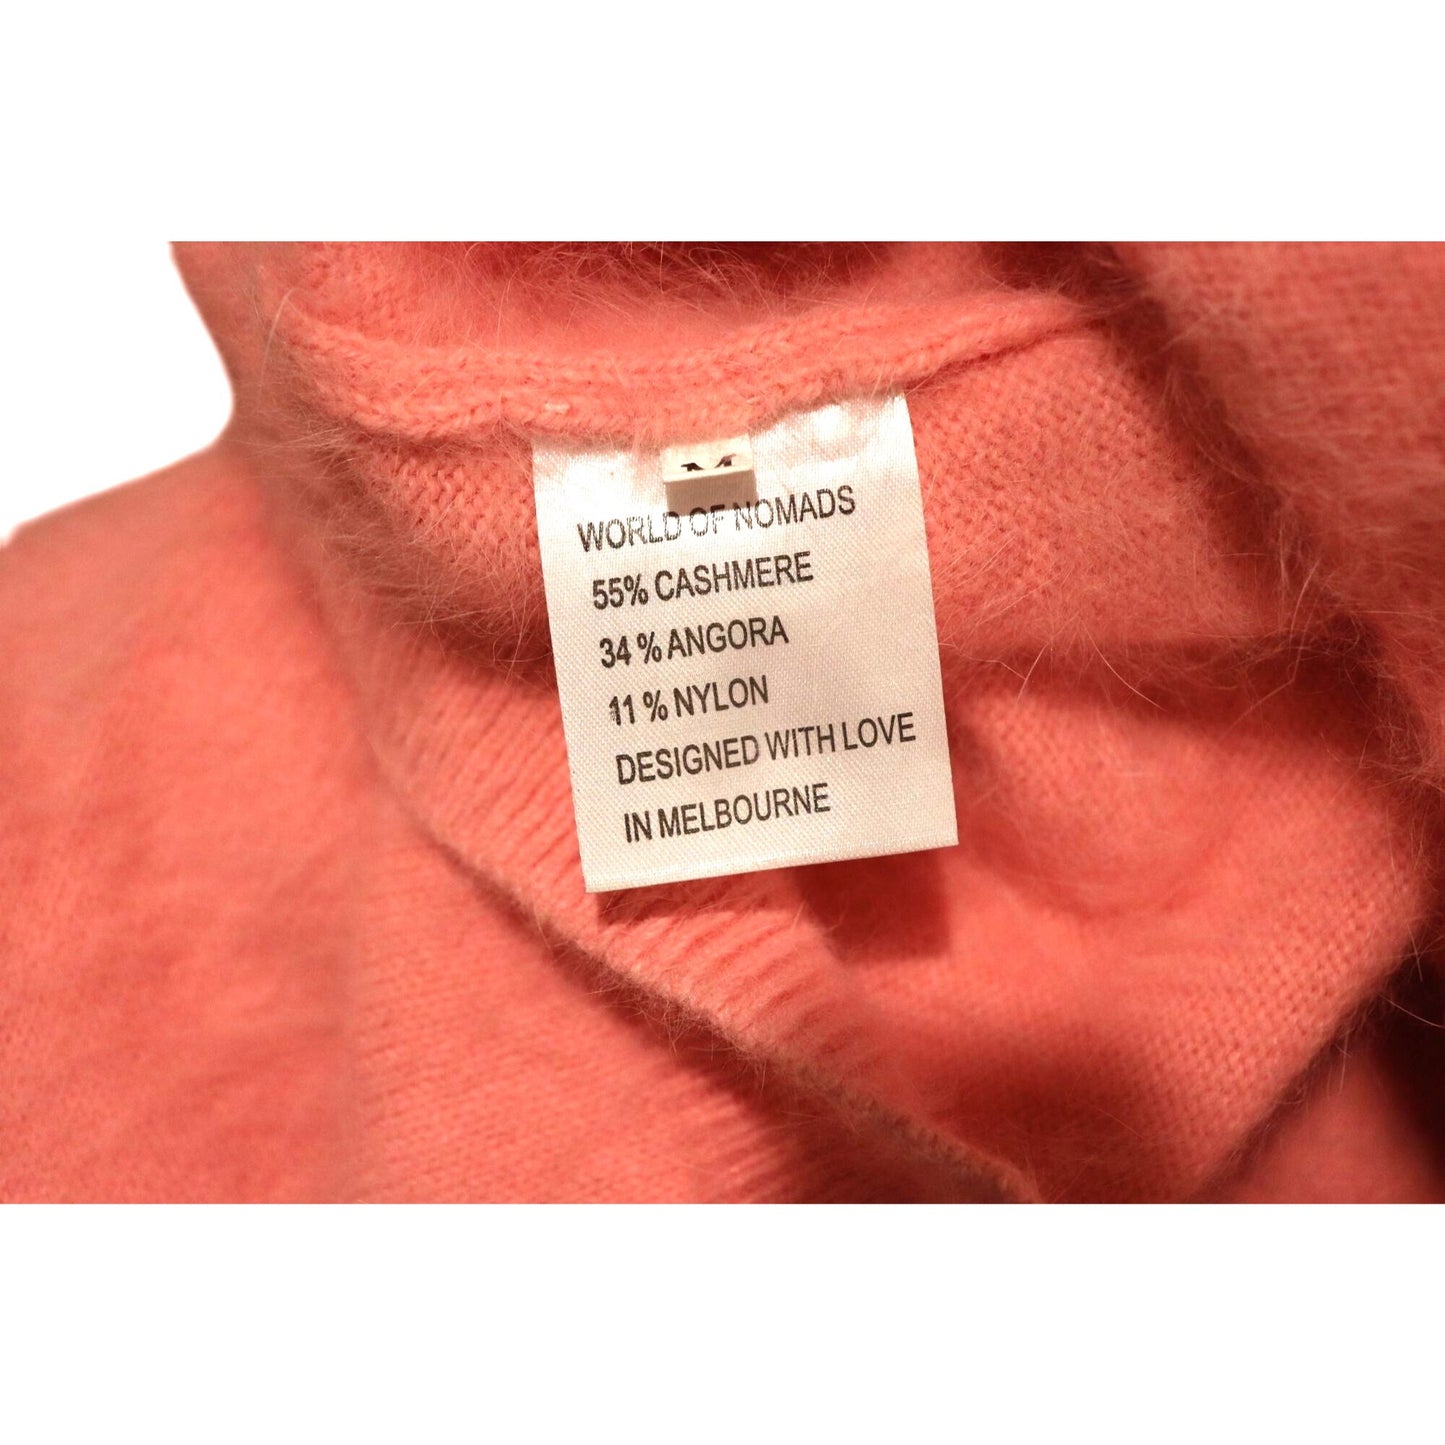 M
WORLD OF NOMADS
55% CASHMERE
34 % ANGORA
11 % NYLON
DESIGNED WITH LOVE
IN MELBOURNE